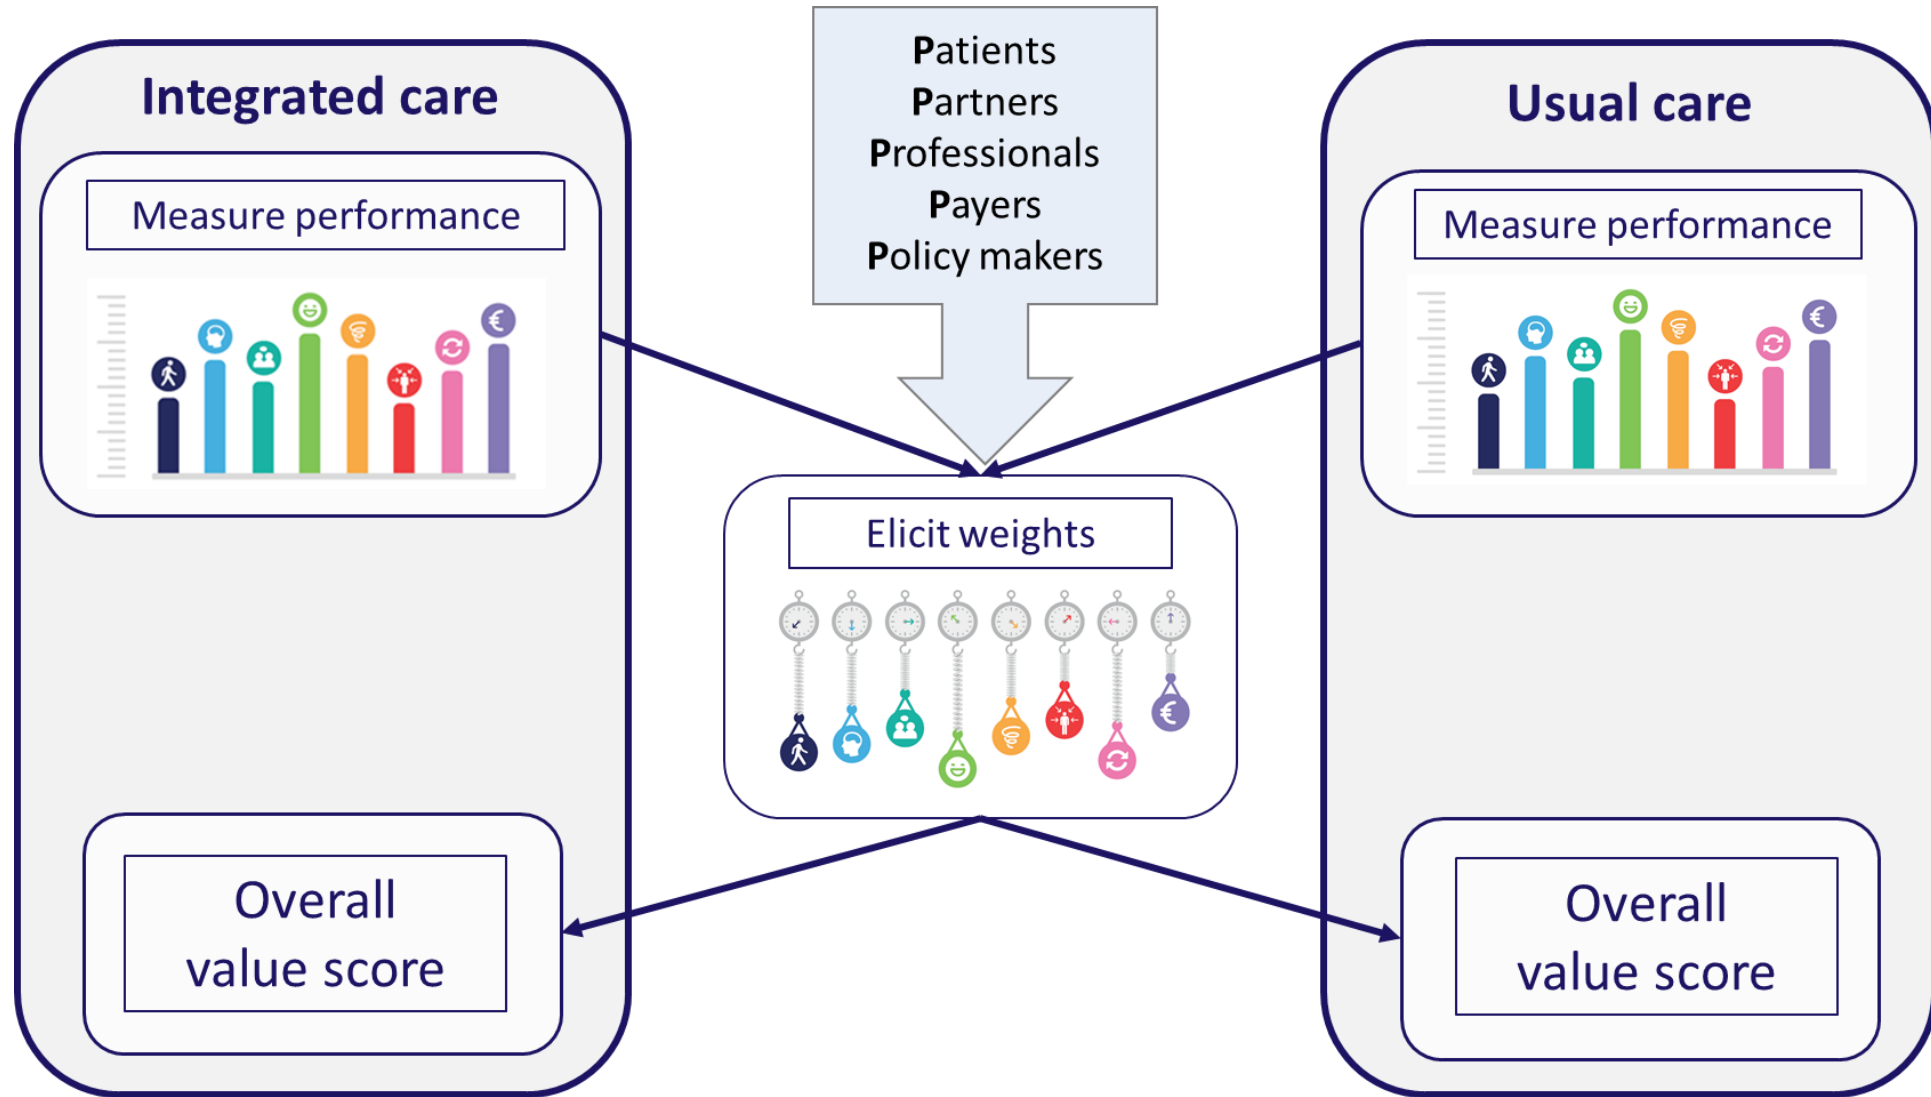 Integrated care
Measure performance
Overall
value score
Patients
Partners
Professionals
Payers
Policy makers
Elicit weights
Usual care
Measure performance
Overall
value score
€
€
€